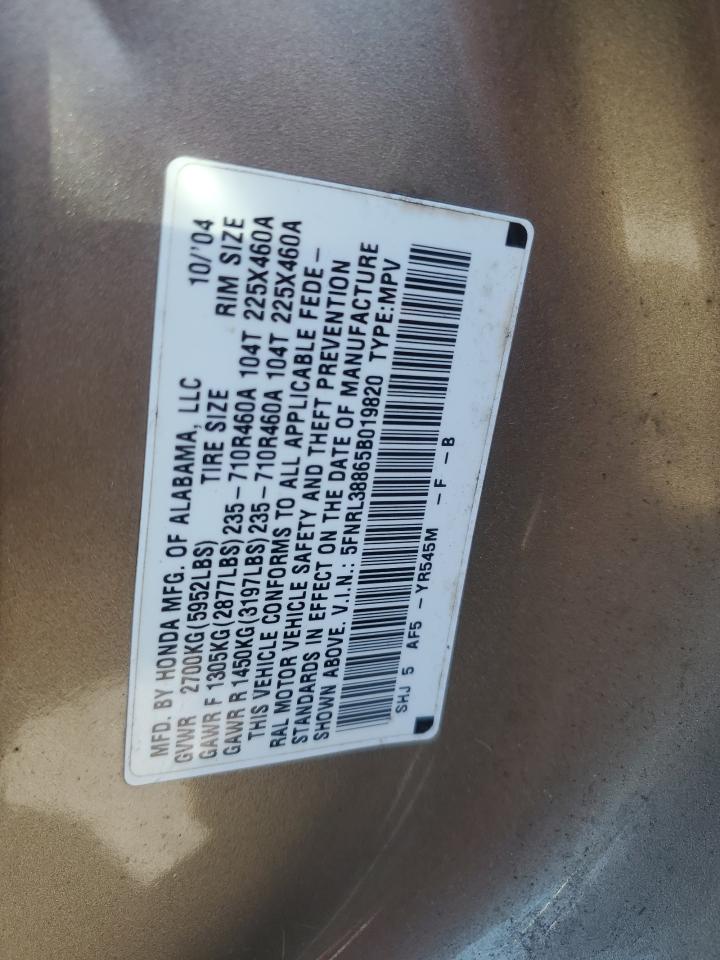 MFD. BY HONDA MFG. OF ALABAMA, LLC 10/'04
GVWR 2700KG(5952LBS) TIRE SIZE RIM SIZE
GAWR F 1305KG(2877LBS)235-710R460A 104T 225X460A
GAWR R 1450KG(3197LBS)235-710R460A 104T 225X460A
THIS VEHICLE CONFORMS TO ALL APPLICABLE FEDE-
RAL MOTOR VEHICLE SAFETY AND THEFT PREVENTION
STANDARDS IN EFFECT ON THE DATE OF MANUFACTURE
SHOWN ABOVE. V.I.N.: 5FNRL38865B019820 TYPE:MPV
SHJ 5 AF5 - YR545M - F - B